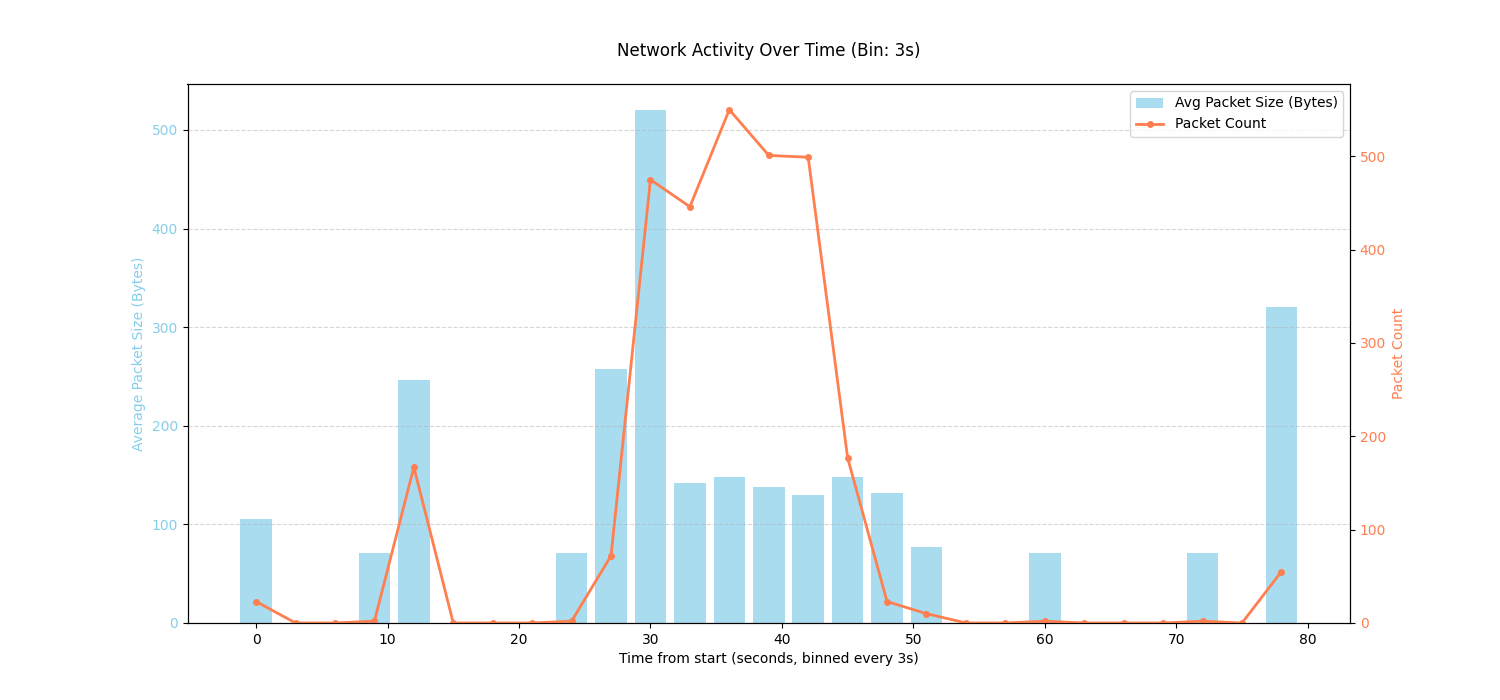 Network Activity Over Time (Bin: 3s)
Avg Packet Size (Bytes)
Packet Count
Average Packet Size (Bytes)
500
400
300
200
100
0
500
400
300
200
100
0
Packet Count
0 10 20 30 40 50 60 70 80
Time from start (seconds, binned every 3s)